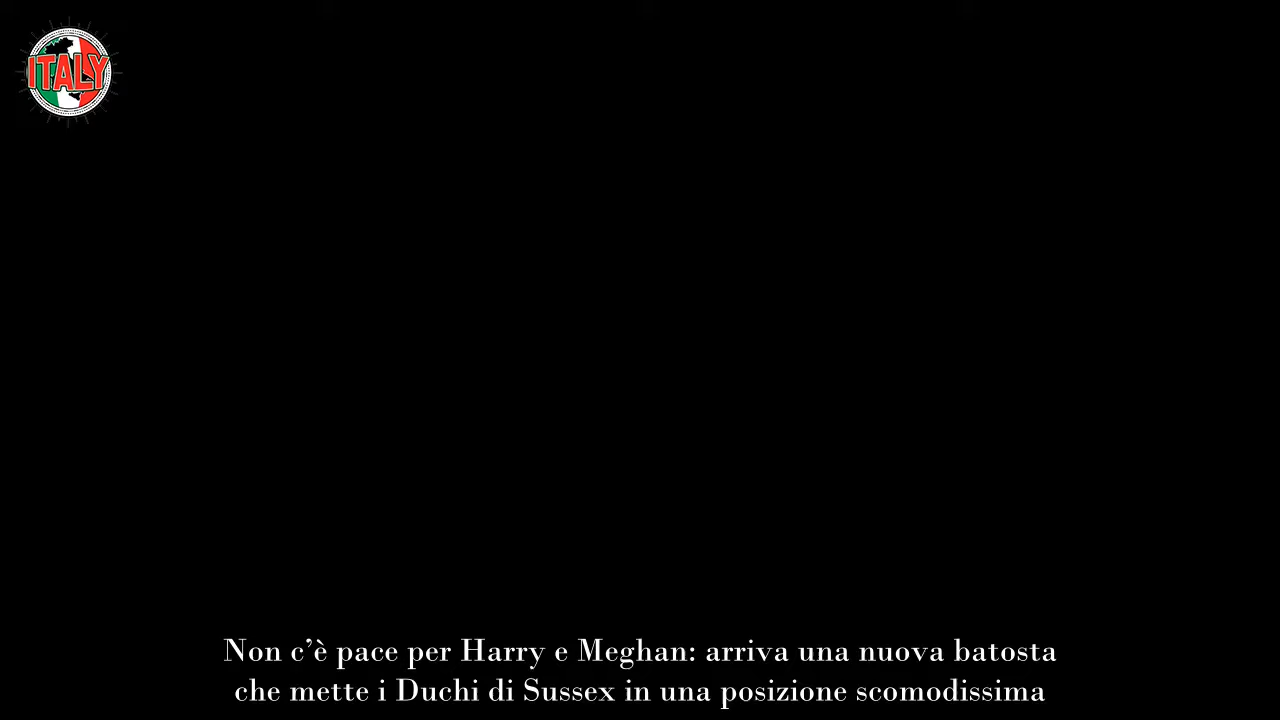 ITALY
Non c’è pace per Harry e Meghan: arriva una nuova batosta
che mette i Duchi di Sussex in una posizione scomodissima